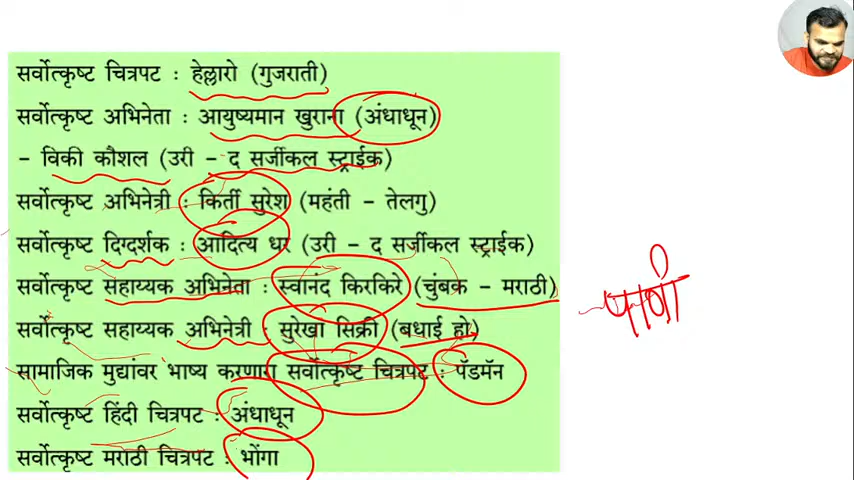 सर्वोत्कृष्ट चित्रपट : हेल्लारो (गुजराती)
सर्वोत्कृष्ट अभिनेता : आयुष्यमान खुराना (अंधाधून)
- विकी कौशल (उरी - द सर्जीकल स्ट्राईक)
सर्वोत्कृष्ट अभिनेत्री : किर्ती सुरेश (महंती - तेलगु)
सर्वोत्कृष्ट दिग्दर्शक : आदित्य धर (उरी - द सर्जीकल स्ट्राईक)
सर्वोत्कृष्ट सहाय्यक अभिनेता : स्वानंद किरकिरे (चुंबक - मराठी)
सर्वोत्कृष्ट सहाय्यक अभिनेत्री : सुरेखा सिक्री (बधाई हो)
सामाजिक मुद्यांवर भाष्य करणारा सर्वोत्कृष्ट चित्रपट : पॅडमॅन
सर्वोत्कृष्ट हिंदी चित्रपट : अंधाधून
सर्वोत्कृष्ट मराठी चित्रपट : भोंगा
पाणी